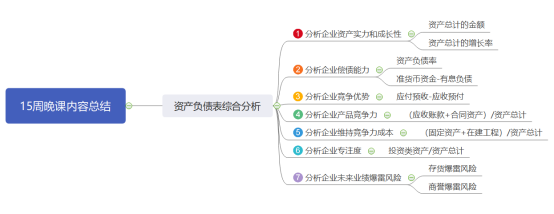 15周晚课内容总结
资产负债表综合分析
1 分析企业资产实力和成长性
资产总计的金额
资产总计的增长率
2 分析企业偿债能力
资产负债率
准货币资金-有息负债
3 分析企业竞争优势
应付预收-应收预付
4 分析企业产品竞争力
（应收账款+合同资产）/资产总计
5 分析企业维持竞争力成本
（固定资产+在建工程）/资产总计
6 分析企业专注度
投资类资产/资产总计
7 分析企业未来业绩爆雷风险
存货爆雷风险
商誉爆雷风险